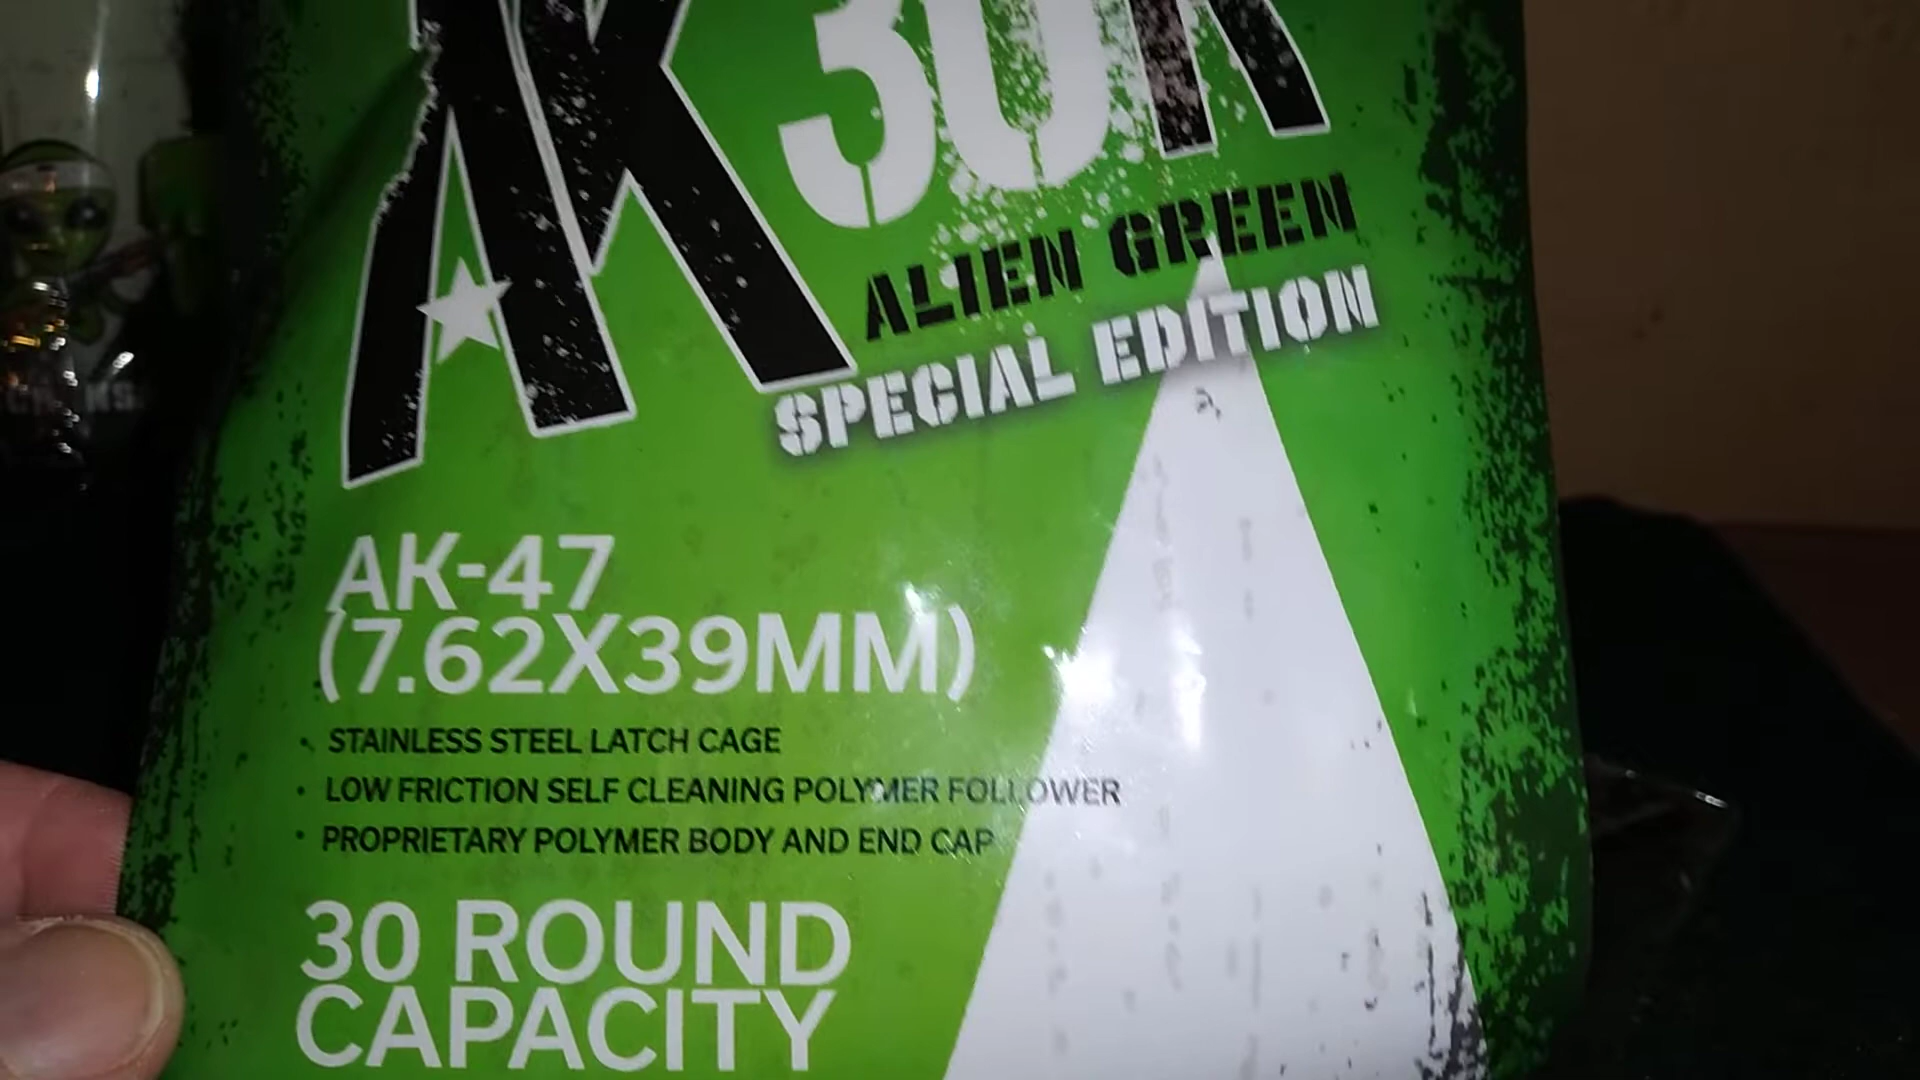 AK30R
ALIEN GREEN
SPECIAL EDITION
AK-47
(7.62X39MM)
· STAINLESS STEEL LATCH CAGE
· LOW FRICTION SELF CLEANING POLYMER FOLLOWER
· PROPRIETARY POLYMER BODY AND END CAP
30 ROUND
CAPACITY